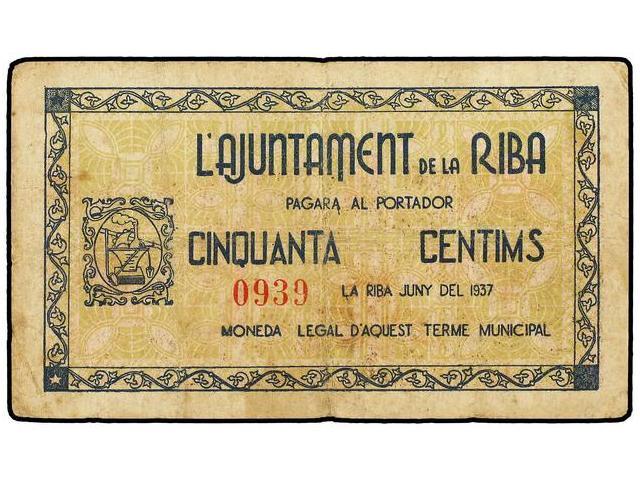 L'AJUNTAMENT DE LA RIBA
PAGARA AL PORTADOR
CINQUANTA CENTIMS
0939 LA RIBA JUNY DEL 1937
MONEDA LEGAL D'AQUEST TERME MUNICIPAL